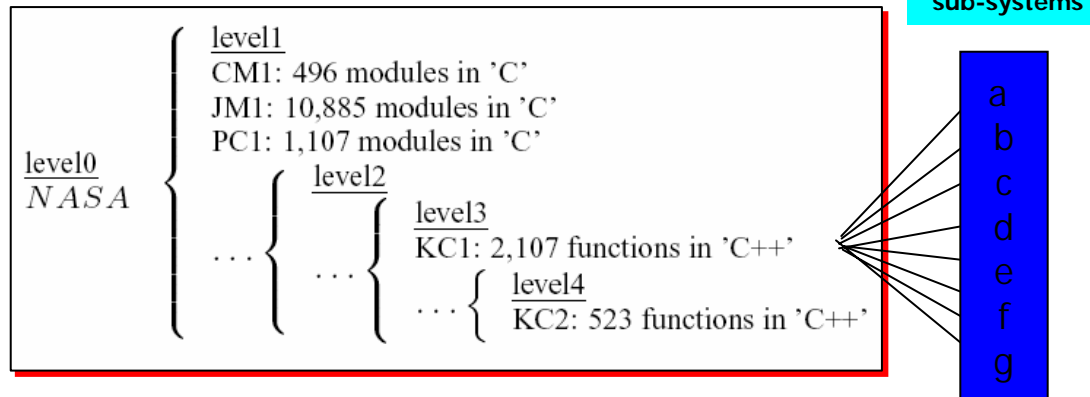 sub-systems
level1
CM1: 496 modules in 'C'
JM1: 10,885 modules in 'C'
PC1: 1,107 modules in 'C'
level0
NASA
level2
level3
... KC1: 2,107 functions in 'C++'
...
level4
... KC2: 523 functions in 'C++'
a
b
c
d
e
f
g